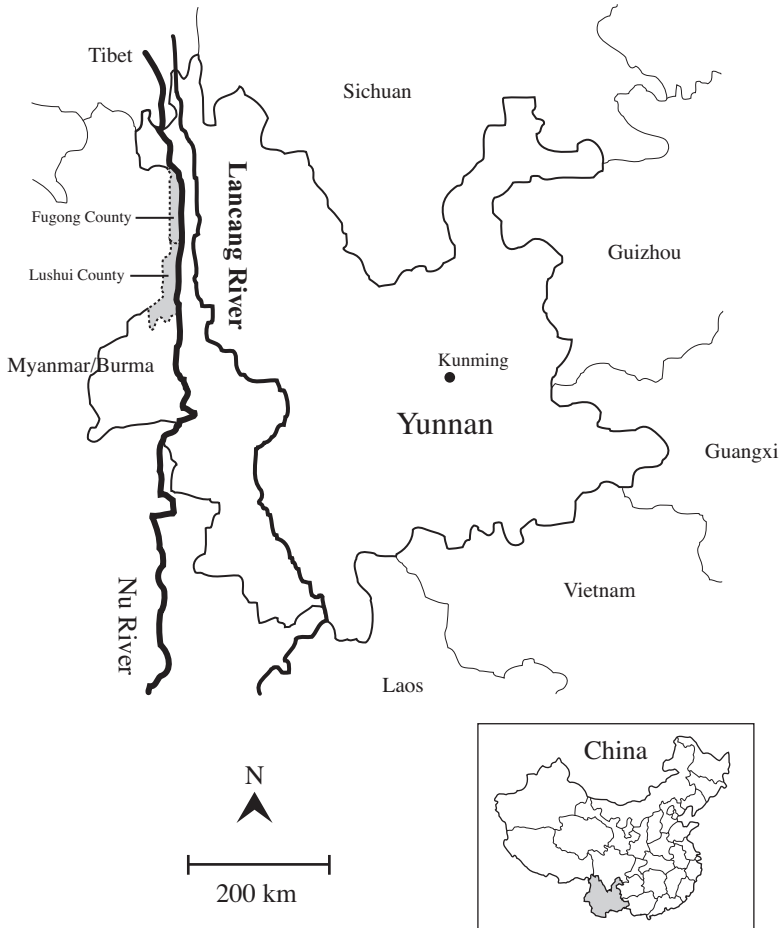 Tibet
Sichuan
Lancang River
Fugong County
Guizhou
Lushui County
Myanmar/Burma
Kunming
Yunnan
Guangxi
Nu River
Vietnam
Laos
N
200 km
China